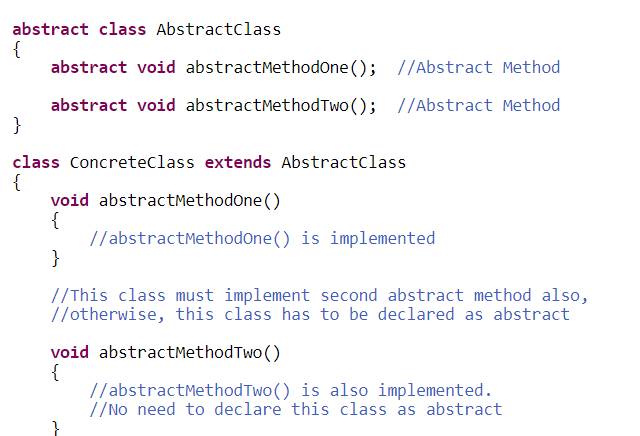 abstract class AbstractClass
{
    abstract void abstractMethodOne();  //Abstract Method
    abstract void abstractMethodTwo();  //Abstract Method
}
class ConcreteClass extends AbstractClass
{
    void abstractMethodOne()
    {
        //abstractMethodOne() is implemented
    }
    //This class must implement second abstract method also,
    //otherwise, this class has to be declared as abstract
    void abstractMethodTwo()
    {
        //abstractMethodTwo() is also implemented.
        //No need to declare this class as abstract
    }